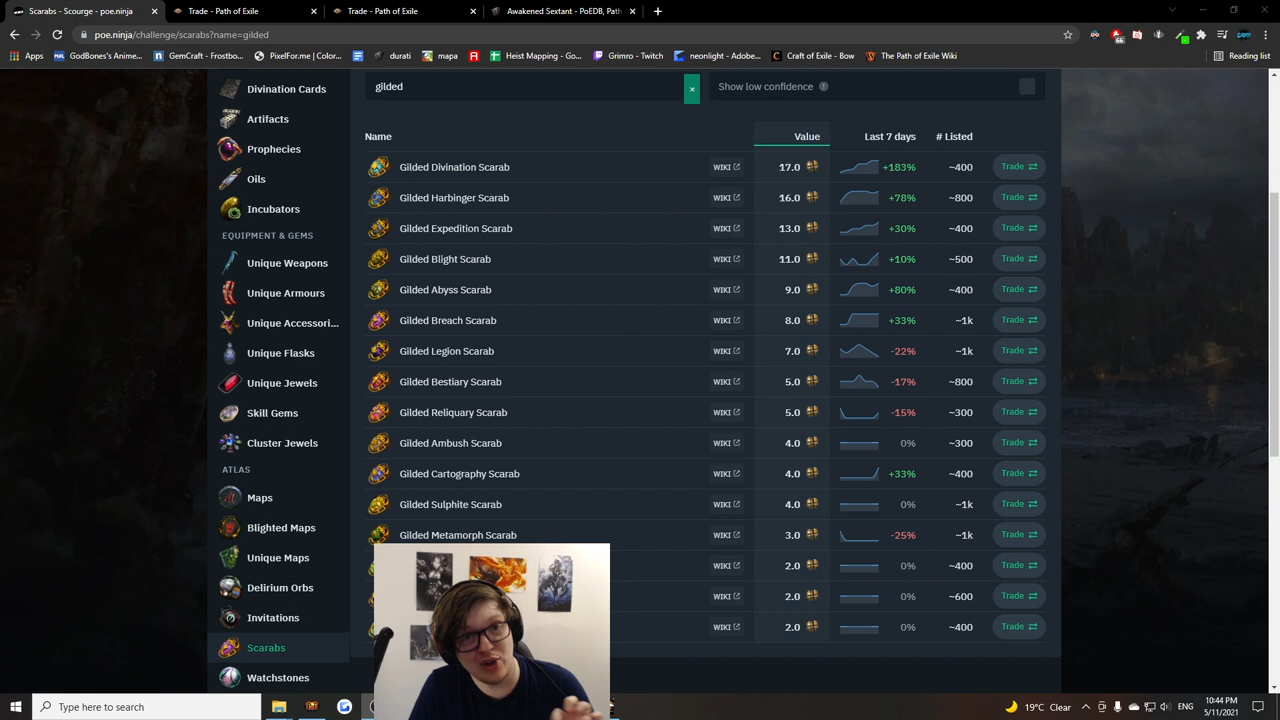 Scarabs - poe.ninja
Trade - Path of Exile
Trade - Path of Exile
Scarab - PoEDB
PoEDB, Path
poe.ninja/challenge/scarabs?name=gilded
Apps
GodBones's Anime...
GemCraft - Frostbor...
PixelForme | Color...
durati
mapa
Heist Mapping - Go...
Grimro - Twitch
neonlight - Adobe...
Craft of Exile - Bow
The Path of Exile Wiki
Reading list
Divination Cards
Artifacts
Prophecies
Oils
Incubators
EQUIPMENT & GEMS
Unique Weapons
Unique Armours
Unique Accessori...
Unique Flasks
Unique Jewels
Skill Gems
Cluster Jewels
ATLAS
Maps
Blighted Maps
Unique Maps
Delirium Orbs
Invitations
Scarabs
Watchstones
gilded
×
Show low confidence
Name Value Last 7 days # Listed
Gilded Divination Scarab WIKI 17.0 +183% ~400 Trade
Gilded Harbinger Scarab WIKI 16.0 +78% ~800 Trade
Gilded Expedition Scarab WIKI 13.0 +30% ~400 Trade
Gilded Blight Scarab WIKI 11.0 +10% ~500 Trade
Gilded Abyss Scarab WIKI 9.0 +80% ~400 Trade
Gilded Breach Scarab WIKI 8.0 +33% ~1k Trade
Gilded Legion Scarab WIKI 7.0 -22% ~1k Trade
Gilded Bestiary Scarab WIKI 5.0 -17% ~800 Trade
Gilded Reliquary Scarab WIKI 5.0 -15% ~300 Trade
Gilded Ambush Scarab WIKI 4.0 0% ~300 Trade
Gilded Cartography Scarab WIKI 4.0 +33% ~400 Trade
Gilded Sulphite Scarab WIKI 4.0 0% ~1k Trade
Gilded Metamorph Scarab WIKI 3.0 -25% ~1k Trade
WIKI 2.0 0% ~400 Trade
WIKI 2.0 0% ~600 Trade
WIKI 2.0 0% ~400 Trade
Type here to search
19°C Clear
ENG
10:44 PM
5/11/2021